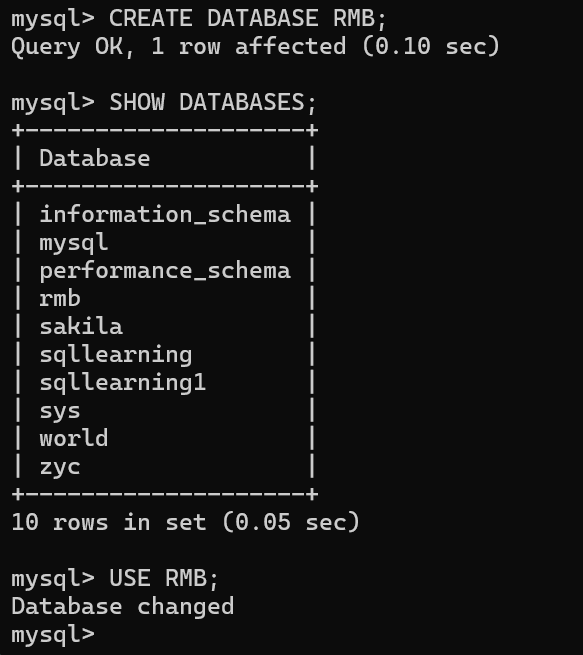 mysql> CREATE DATABASE RMB;
Query OK, 1 row affected (0.10 sec)
mysql> SHOW DATABASES;
+--------------------+
| Database           |
+--------------------+
| information_schema |
| mysql              |
| performance_schema |
| rmb                |
| sakila             |
| sqllearning        |
| sqllearning1       |
| sys                |
| world              |
| zyc                |
+--------------------+
10 rows in set (0.05 sec)
mysql> USE RMB;
Database changed
mysql>